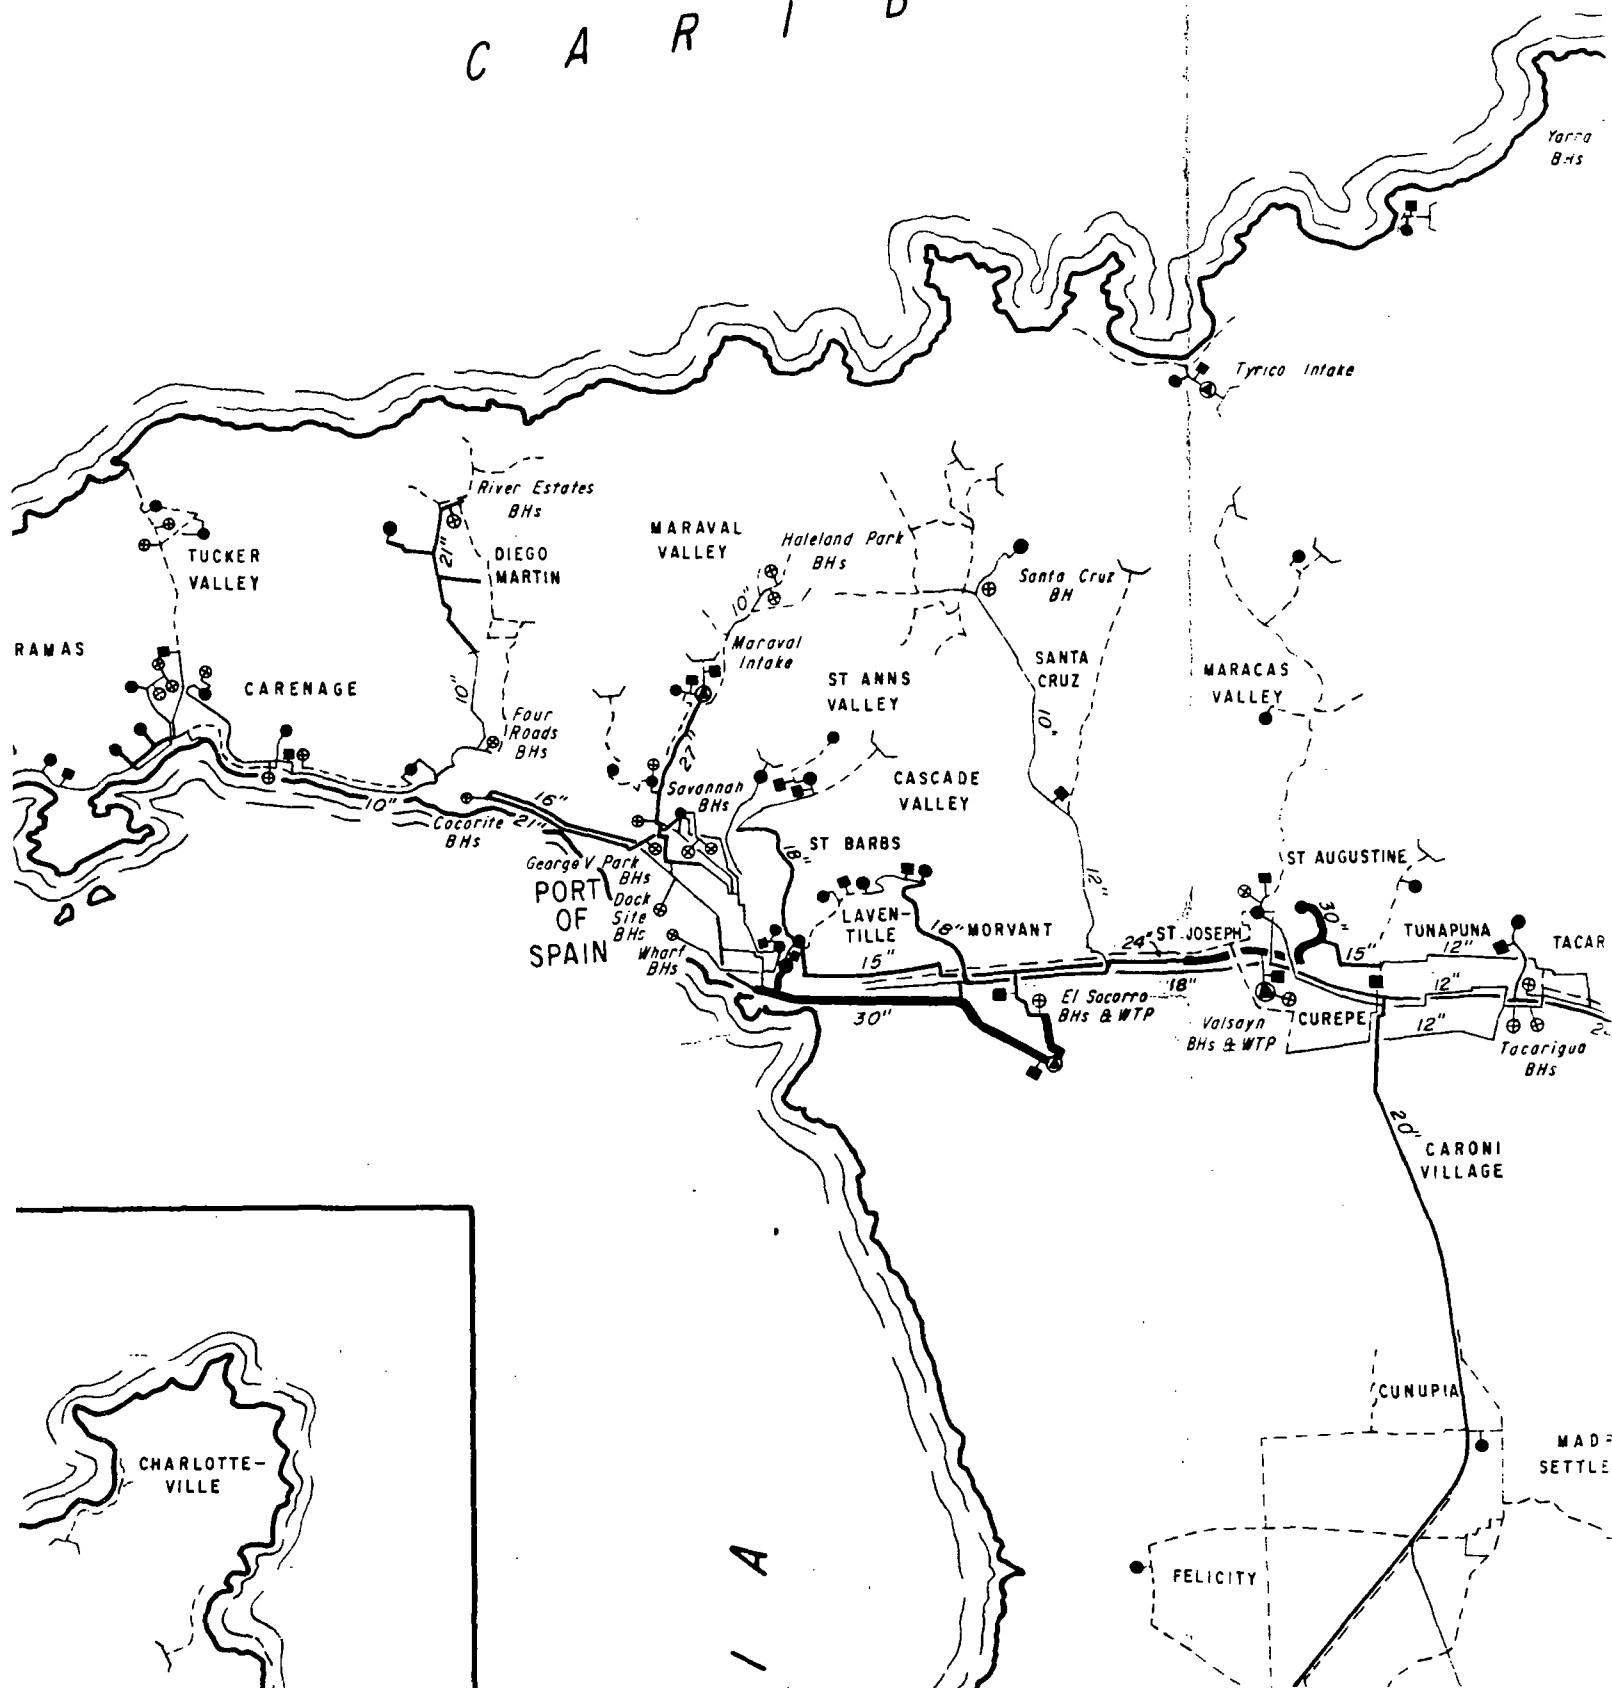 C A R I B
Yarra
BHs
Tyrico Intake
River Estates
BHs
MARAVAL
VALLEY
Haleland Park
BHs
TUCKER
VALLEY
21"
DIEGO
MARTIN
Santa Cruz
BH
10"
RAMAS
CARENAGE
Maraval
Intake
ST ANNS
VALLEY
SANTA
CRUZ
MARACAS
VALLEY
10"
Four
Roads
BHs
10"
27"
CASCADE
VALLEY
Savannah
BHs
10"
16"
21"
Cocorite
BHs
18"
ST BARBS
ST AUGUSTINE
George V Park
BHs
12"
PORT
OF
SPAIN
Dock
Site
BHs
LAVEN-
TILLE
18"
MORVANT
24"
ST JOSEPH
30"
15"
TUNAPUNA
12"
TACAR
Wharf
BHs
15"
18"
12"
30"
El Socorro
BHs & WTP
Valsayn
BHs & WTP
CUREPE
12"
Tacarigua
BHs
20"
CARONI
VILLAGE
CUNUPIA
CHARLOTTE-
VILLE
MAD
SETTLE
FELICITY
A
I